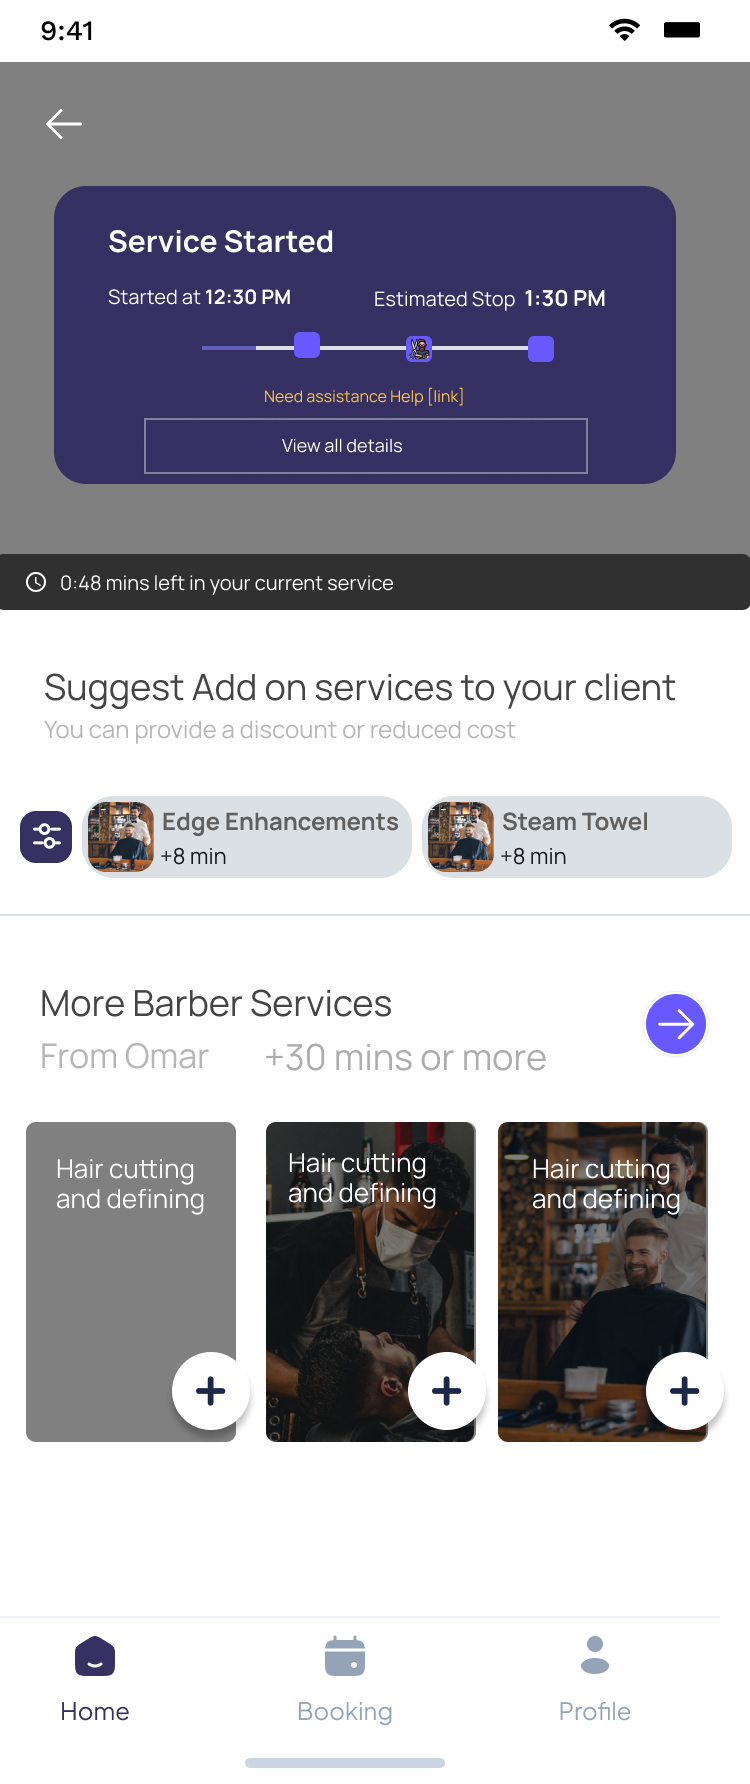 9:41
Service Started
Started at 12:30 PM
Estimated Stop 1:30 PM
Need assistance Help [link]
View all details
0:48 mins left in your current service
Suggest Add on services to your client
You can provide a discount or reduced cost
Edge Enhancements
+8 min
Steam Towel
+8 min
More Barber Services
From Omar
+30 mins or more
Hair cutting
and defining
Hair cutting
and defining
Hair cutting
and defining
Home
Booking
Profile